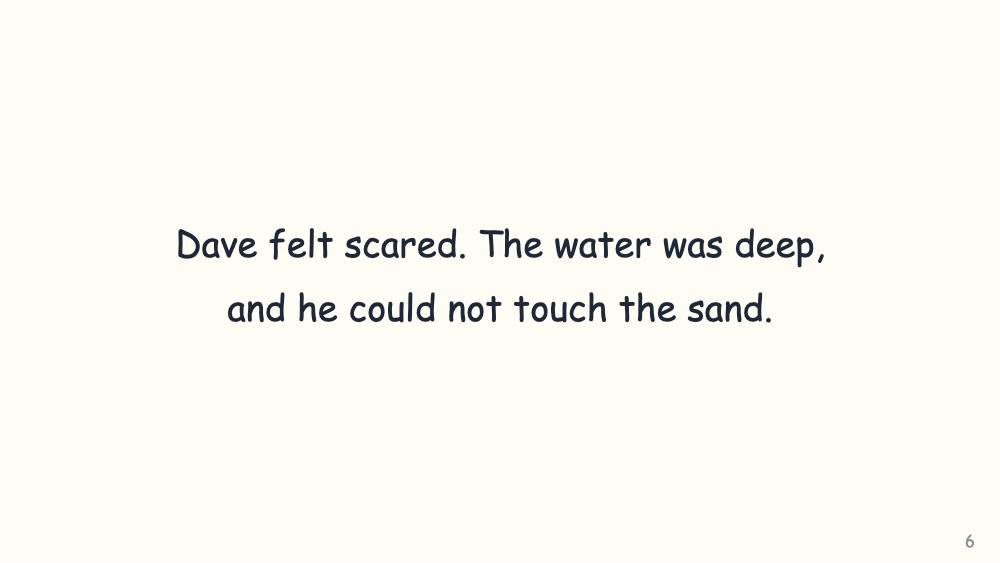 Dave felt scared. The water was deep,
and he could not touch the sand.
6